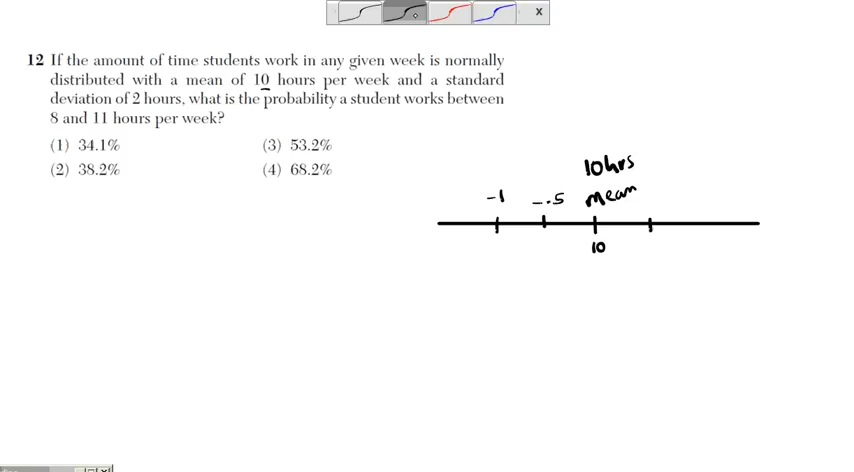 x
12 If the amount of time students work in any given week is normally
distributed with a mean of 10 hours per week and a standard
deviation of 2 hours, what is the probability a student works between
8 and 11 hours per week?
(1) 34.1% (3) 53.2%
(2) 38.2% (4) 68.2%
10 hrs
-1 -.5 mean
10